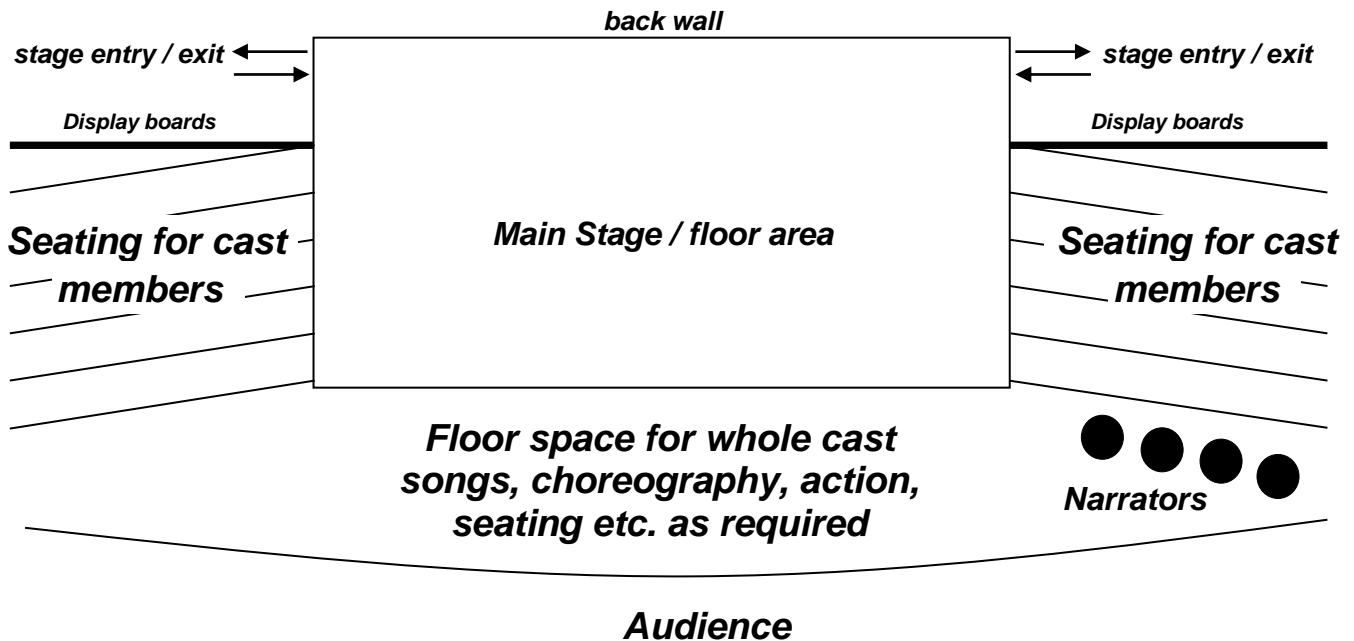 back wall
stage entry / exit
stage entry / exit
Display boards
Display boards
Seating for cast
members
Main Stage / floor area
Seating for cast
members
Floor space for whole cast
songs, choreography, action,
seating etc. as required
Narrators
Audience